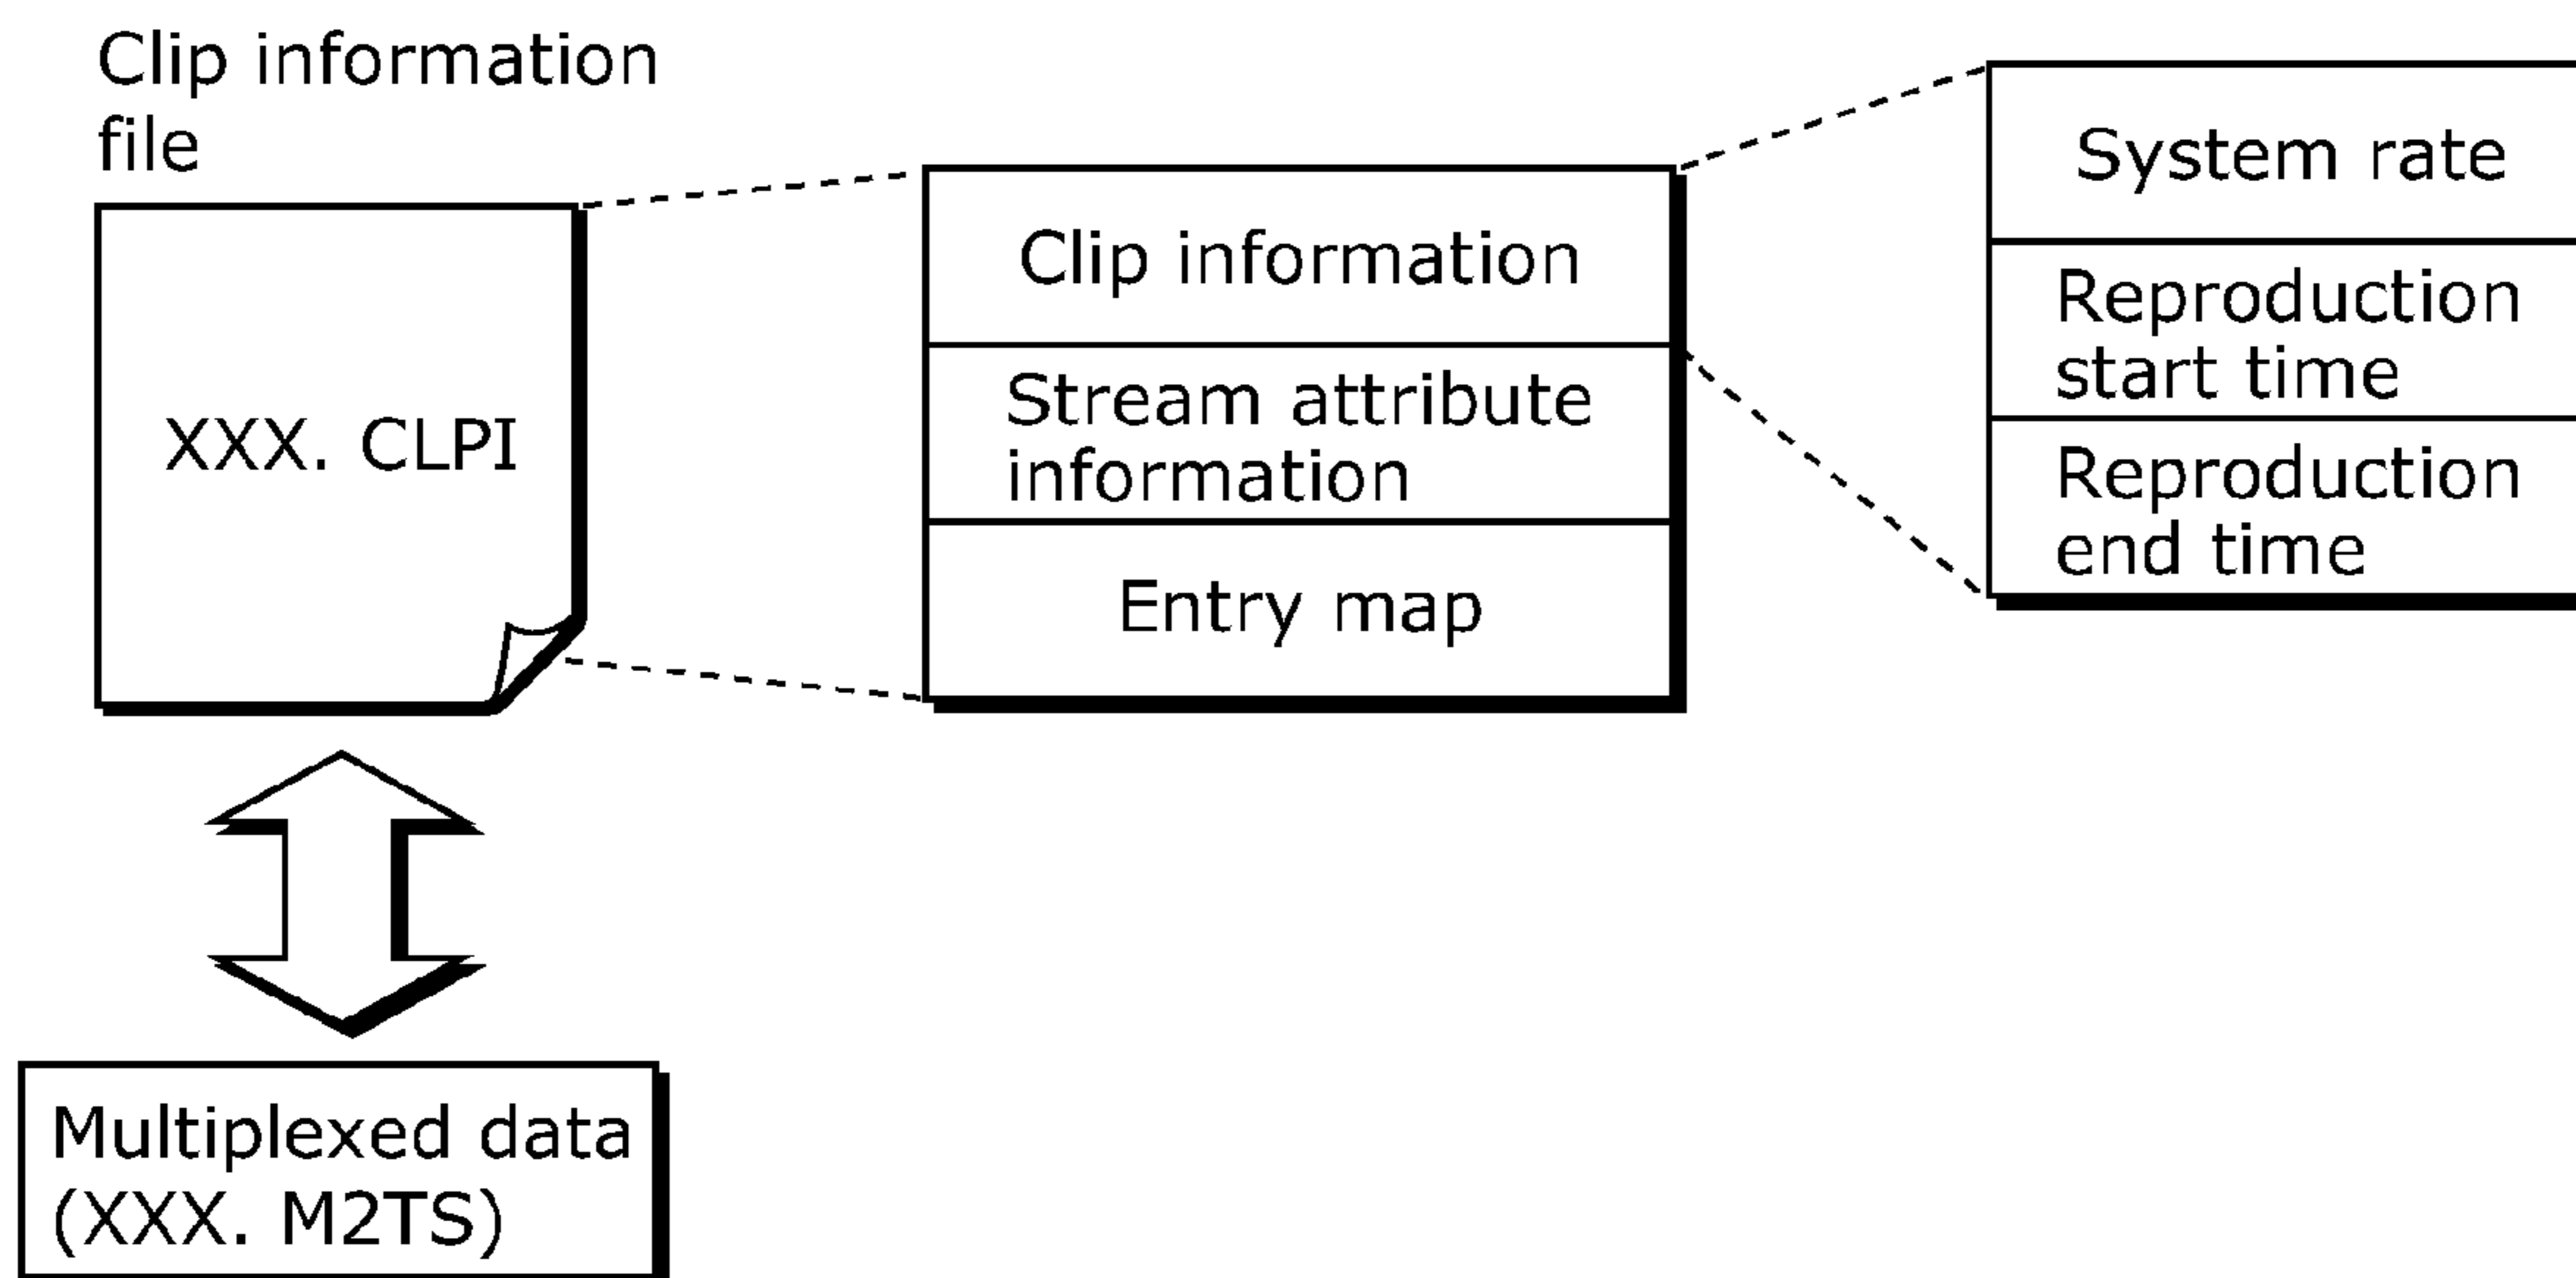 Clip information
file
XXX. CLPI
Clip information
Stream attribute
information
Entry map
System rate
Reproduction
start time
Reproduction
end time
Multiplexed data
(XXX. M2TS)